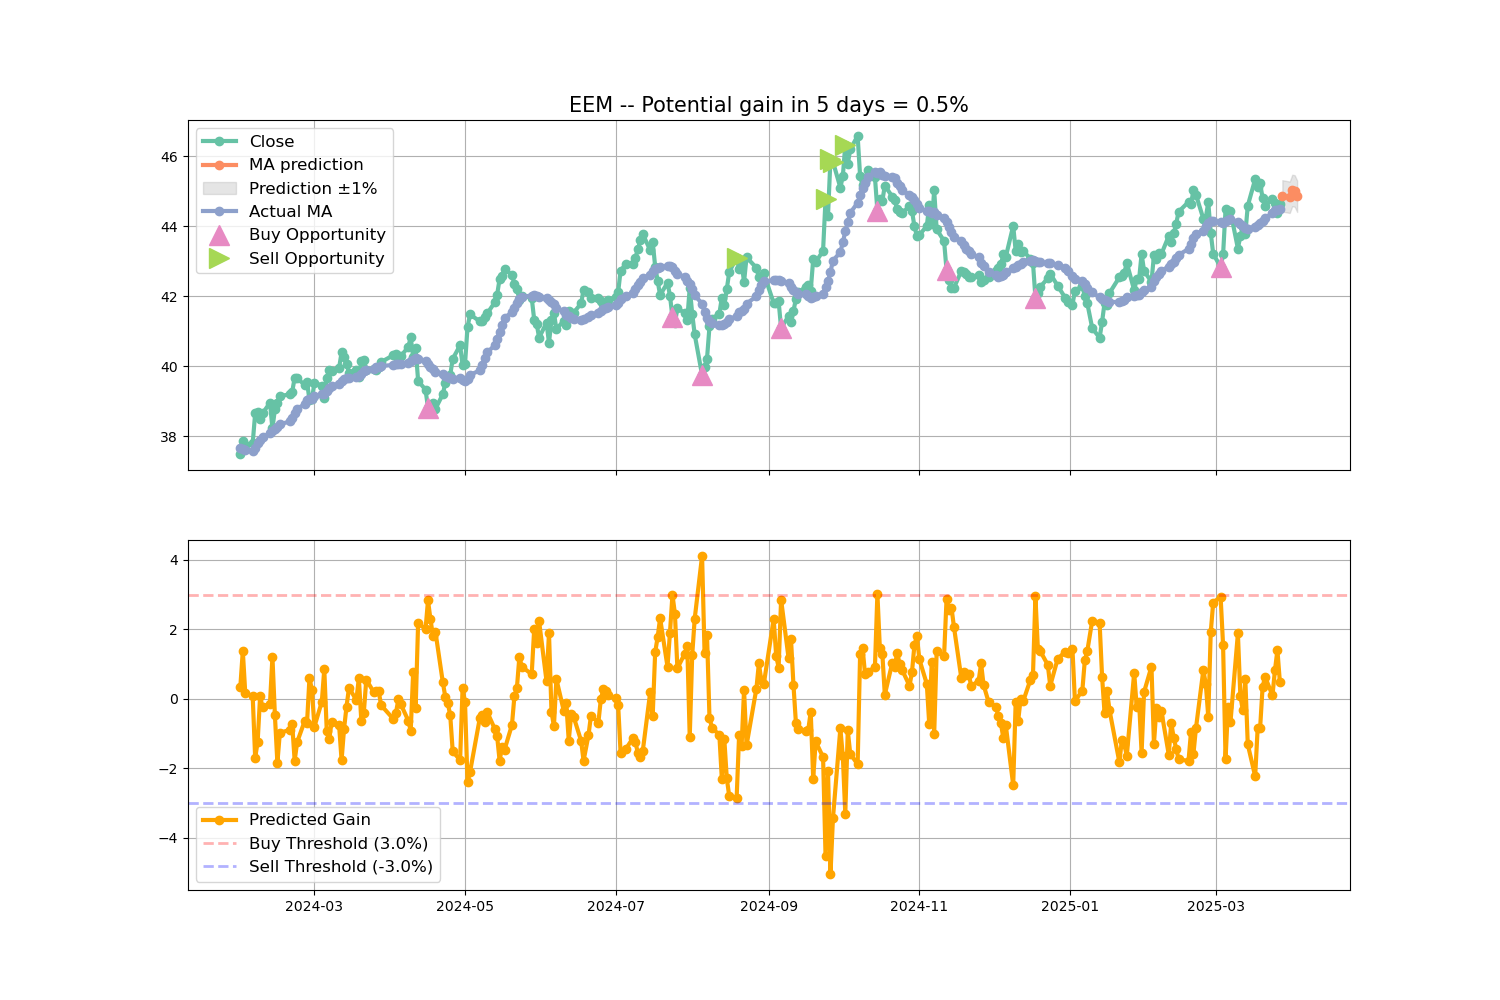 EEM -- Potential gain in 5 days = 0.5%
46
44
42
40
38
Close
MA prediction
Prediction ±1%
Actual MA
Buy Opportunity
Sell Opportunity
4
2
0
−2
−4
Predicted Gain
Buy Threshold (3.0%)
Sell Threshold (-3.0%)
2024-03 2024-05 2024-07 2024-09 2024-11 2025-01 2025-03